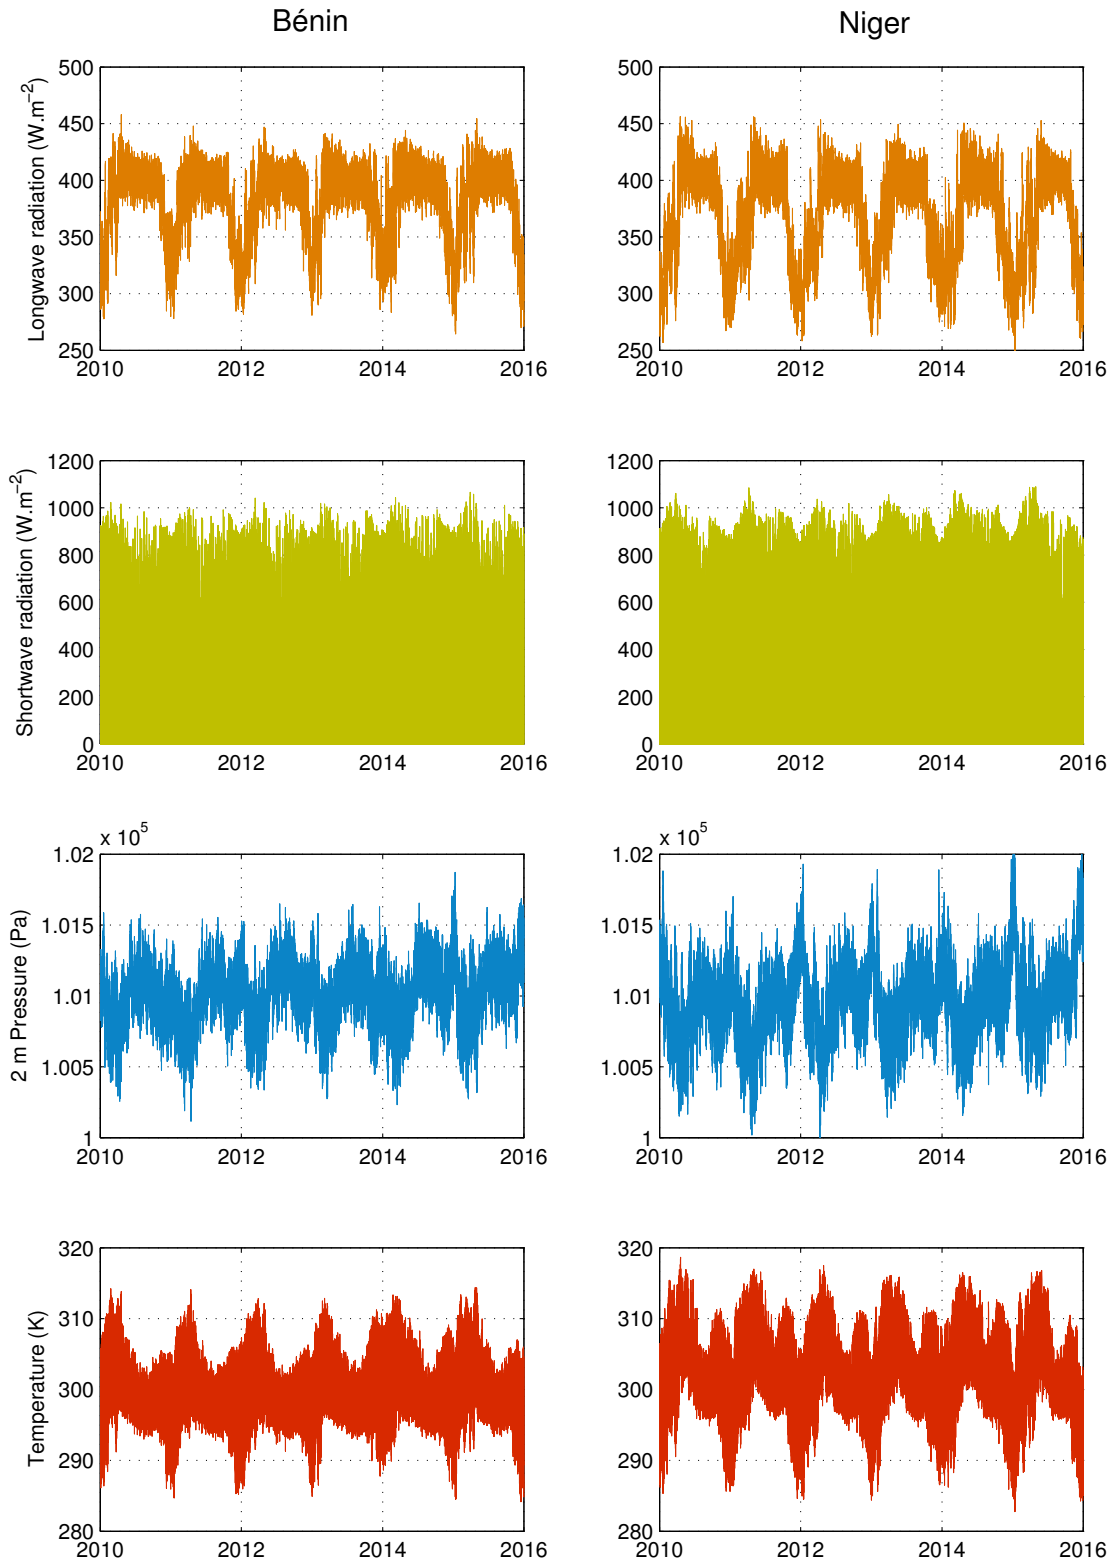 Bénin Niger
Longwave radiation (W.m−2)
500 500
450 450
400 400
350 350
300 300
250 250
2010 2012 2014 2016 2010 2012 2014 2016
Shortwave radiation (W.m−2)
1200 1200
1000 1000
800 800
600 600
400 400
200 200
0 0
2010 2012 2014 2016 2010 2012 2014 2016
2 m Pressure (Pa)
x 10^5 x 10^5
1.02 1.02
1.015 1.015
1.01 1.01
1.005 1.005
1 1
2010 2012 2014 2016 2010 2012 2014 2016
Temperature (K)
320 320
310 310
300 300
290 290
280 280
2010 2012 2014 2016 2010 2012 2014 2016